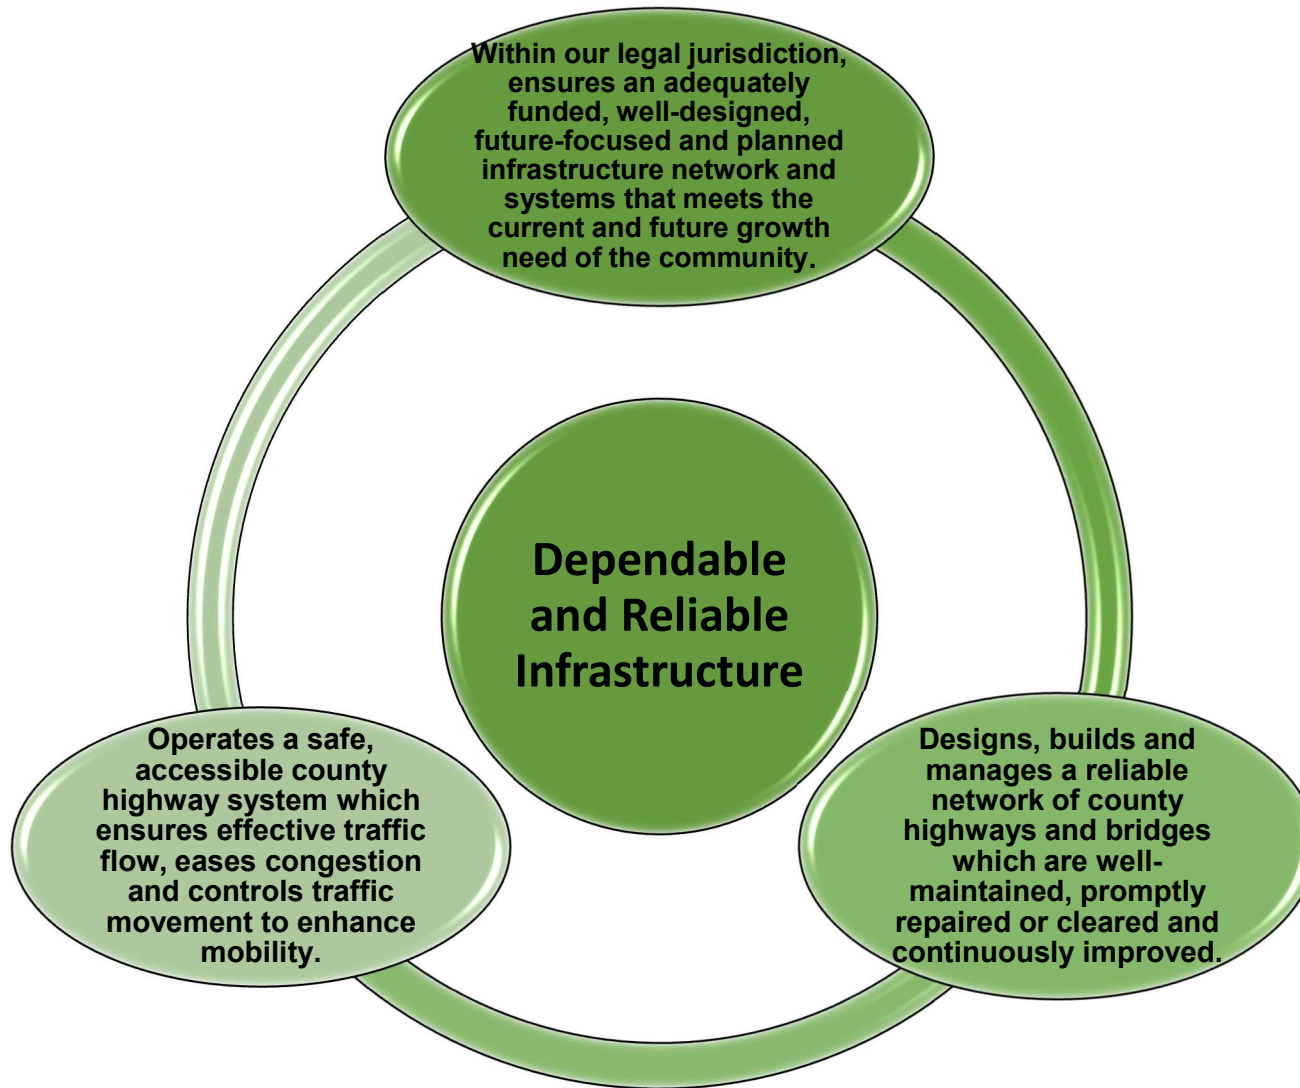 Within our legal jurisdiction,
ensures an adequately
funded, well-designed,
future-focused and planned
infrastructure network and
systems that meets the
current and future growth
need of the community.
Dependable
and Reliable
Infrastructure
Operates a safe,
accessible county
highway system which
ensures effective traffic
flow, eases congestion
and controls traffic
movement to enhance
mobility.
Designs, builds and
manages a reliable
network of county
highways and bridges
which are well-
maintained, promptly
repaired or cleared and
continuously improved.